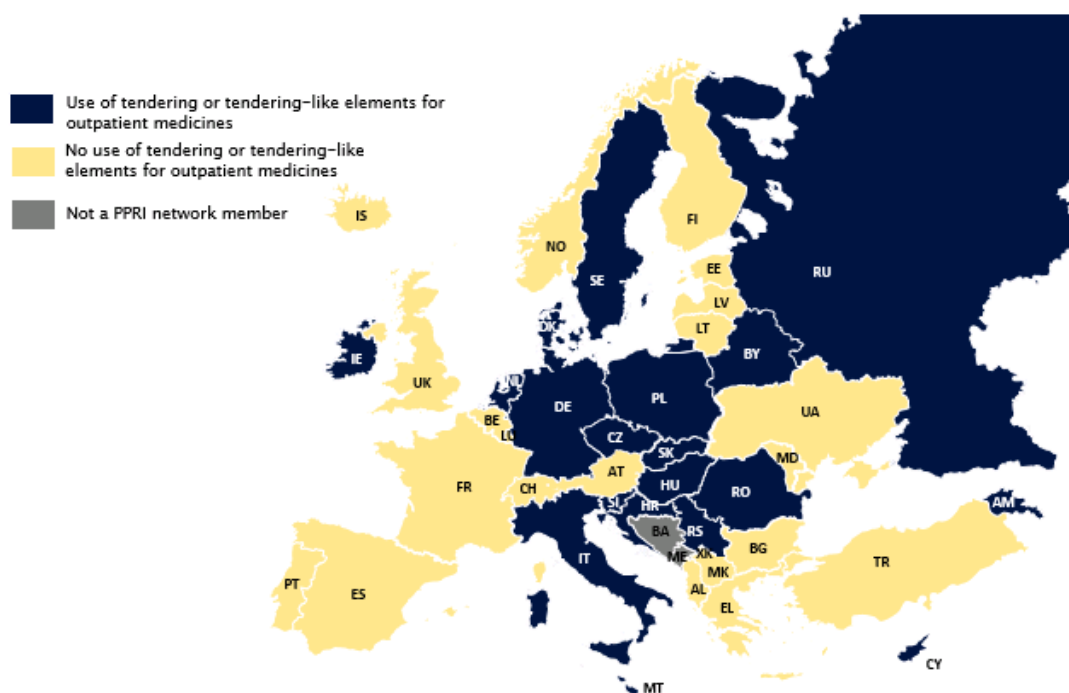 Use of tendering or tendering-like elements for
outpatient medicines
No use of tendering or tendering-like
elements for outpatient medicines
Not a PPRI network member
IS
NO
FI
SE
EE
RU
LV
LT
DK
IE
BY
UK
NL
DE
PL
BE
LU
UA
CZ
SK
MD
AT
FR
CH
HU
RO
SI
HR
AM
BA
RS
IT
ME
XK
BG
MK
TR
PT
ES
AL
EL
CY
MT